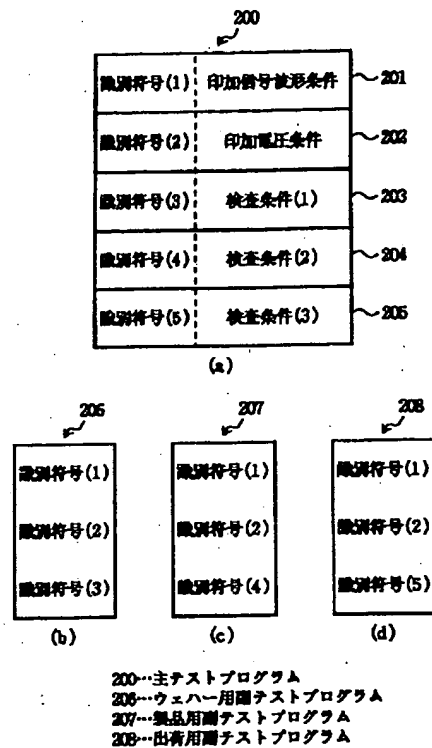 200
識別符号(1) 印加信号波形条件 201
識別符号(2) 印加電圧条件 202
識別符号(3) 検査条件(1) 203
識別符号(4) 検査条件(2) 204
識別符号(5) 検査条件(3) 205
(a)
206 207 208
識別符号(1) 識別符号(1) 識別符号(1)
識別符号(2) 識別符号(2) 識別符号(2)
識別符号(3) 識別符号(4) 識別符号(5)
(b) (c) (d)
200…主テストプログラム
206…ウェハー用副テストプログラム
207…製品用副テストプログラム
208…出荷用副テストプログラム